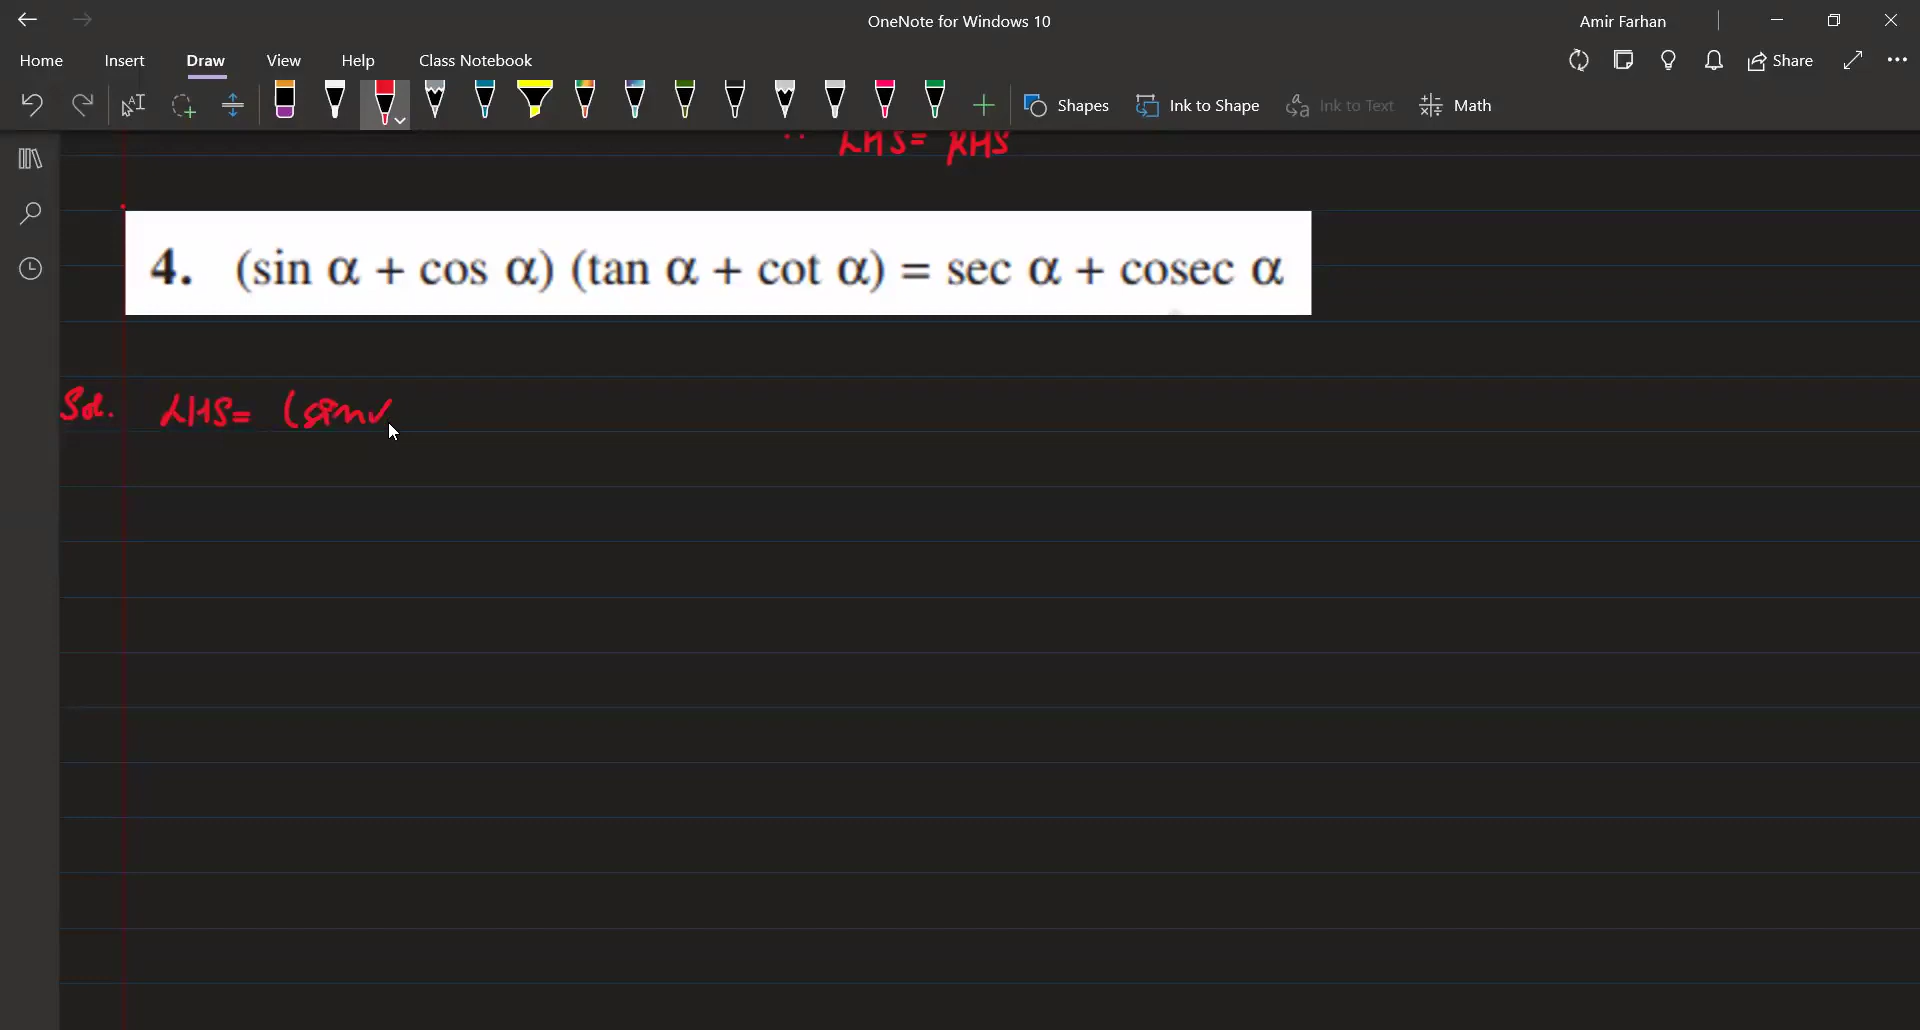 OneNote for Windows 10
Amir Farhan
Home Insert Draw View Help Class Notebook
Share
Shapes Ink to Shape Ink to Text Math
∴ LHS = RHS
4. (sin α + cos α) (tan α + cot α) = sec α + cosec α
Sol. LHS= (sin